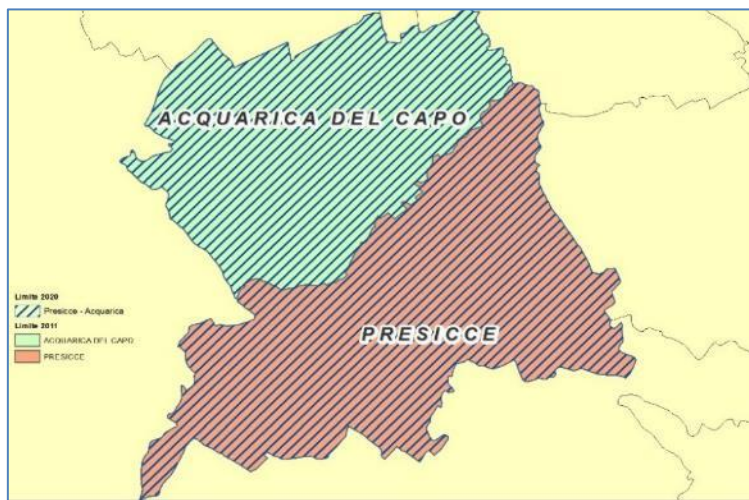 ACQUARICA DEL CAPO
PRESICCE
Limite 2020
Presicce - Acquarica
Limite 2011
ACQUARICA DEL CAPO
PRESICCE